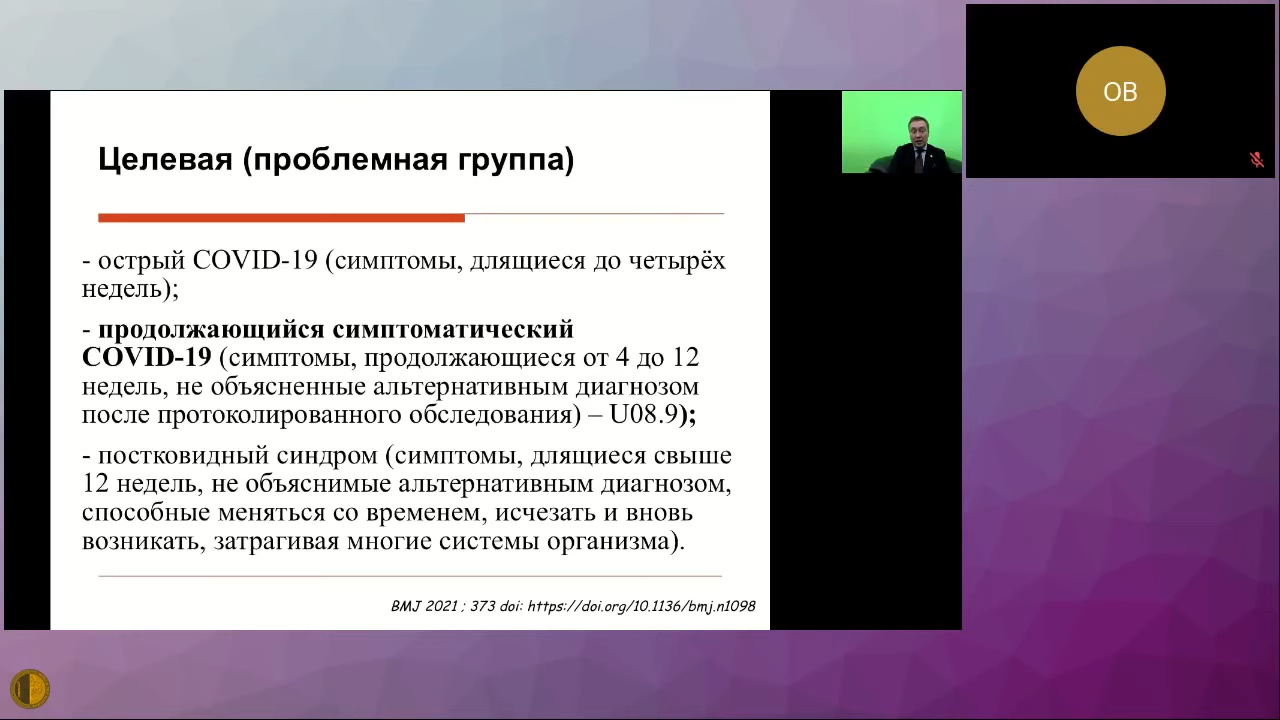 Целевая (проблемная группа)
- острый COVID-19 (симптомы, длящиеся до четырёх
недель);
- продолжающийся симптоматический
COVID-19 (симптомы, продолжающиеся от 4 до 12
недель, не объясненные альтернативным диагнозом
после протоколированного обследования) – U08.9);
- постковидный синдром (симптомы, длящиеся свыше
12 недель, не объяснимые альтернативным диагнозом,
способные меняться со временем, исчезать и вновь
возникать, затрагивая многие системы организма).
BMJ 2021 ; 373 doi: https://doi.org/10.1136/bmj.n1098
ОВ